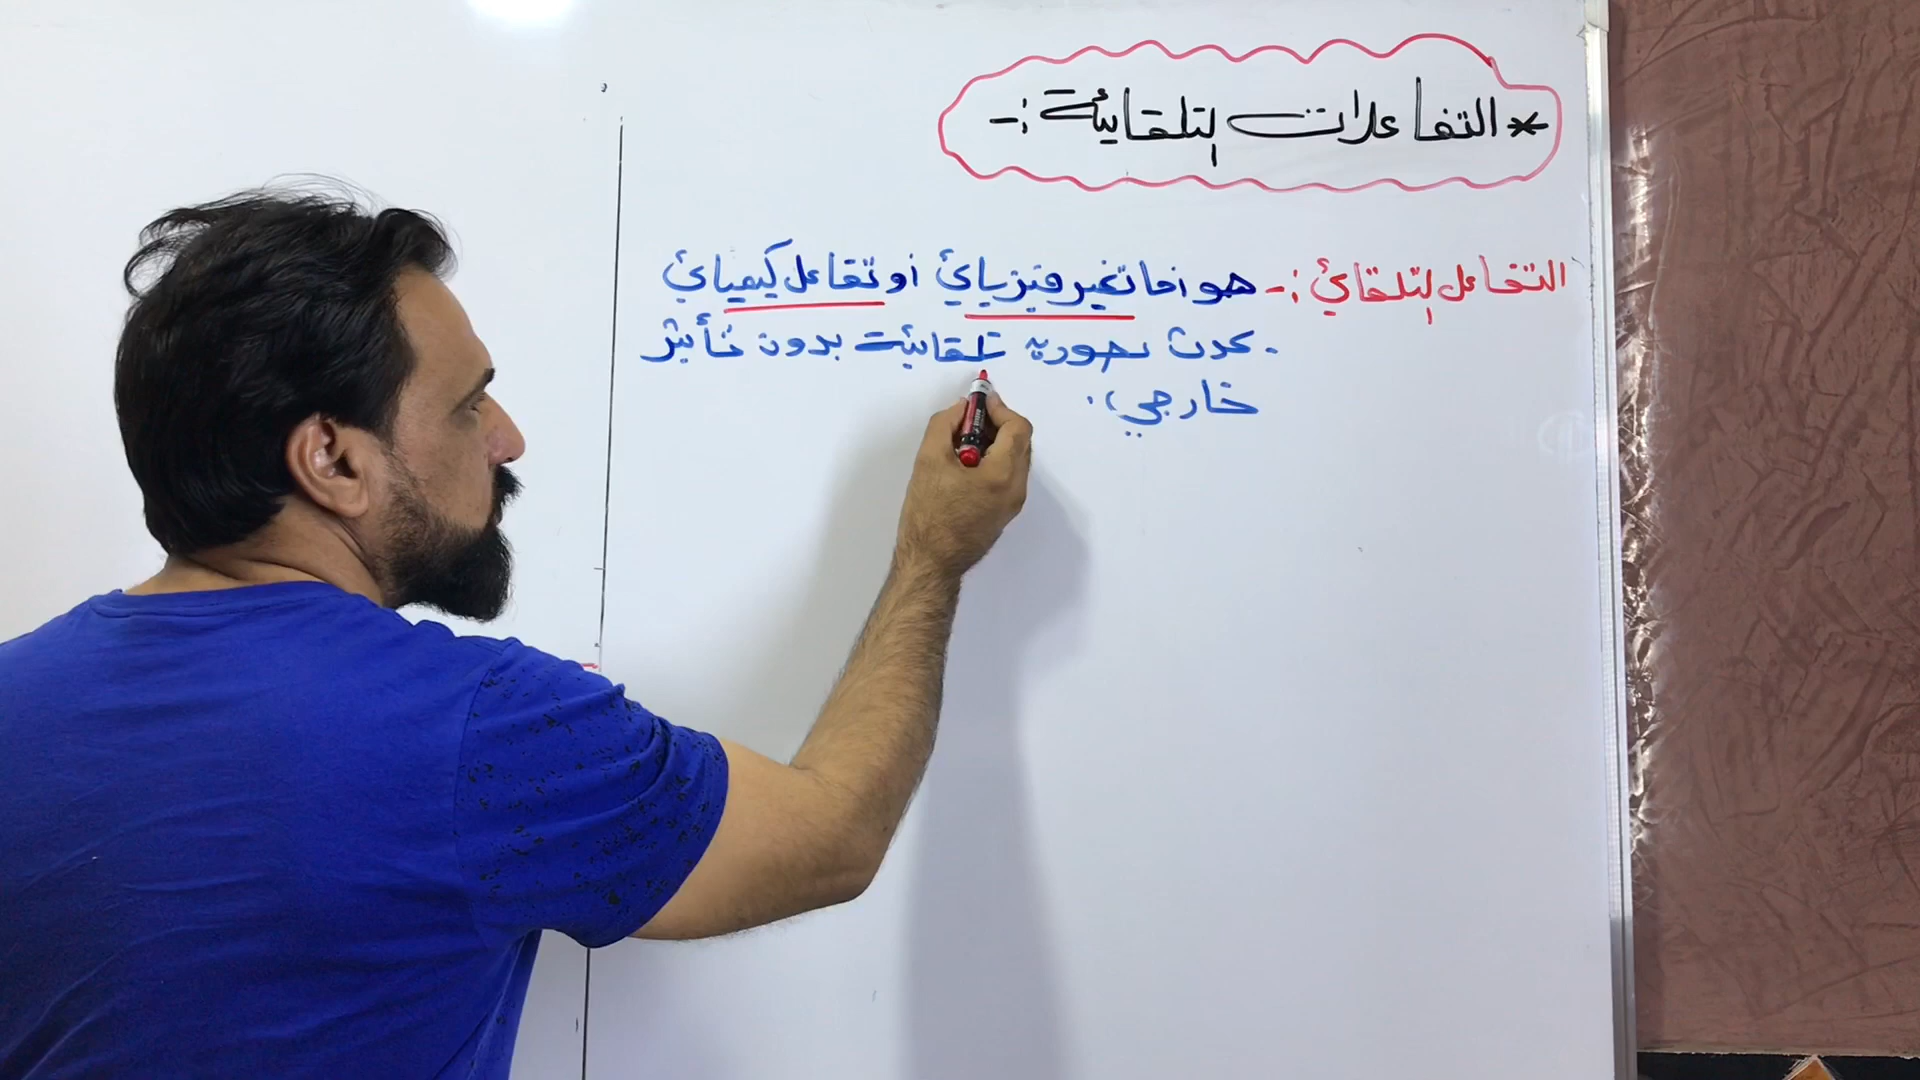 * التفاعلات التلقائية :-
التفاعل التلقائي :- هو اما تغير فيزيائي او تفاعل كيميائي
يحدث بصورة تلقائية بدون تأثير
خارجي.